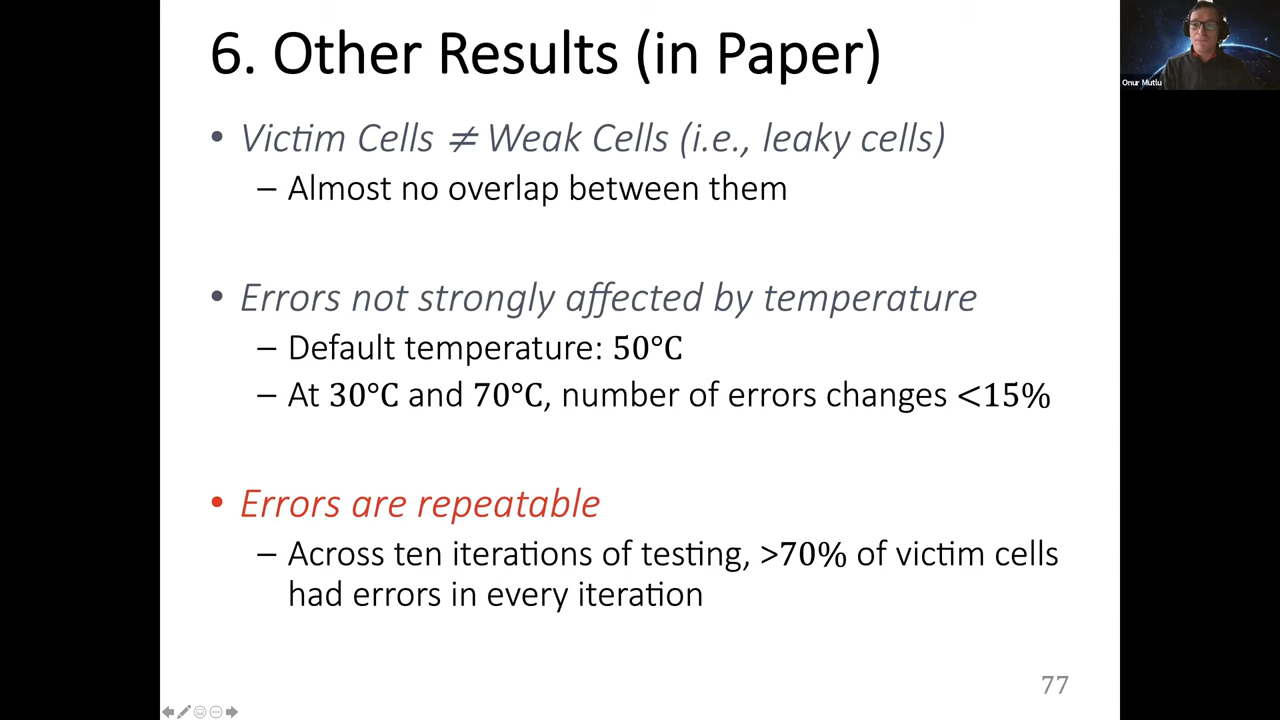 6. Other Results (in Paper)
Onur Mutlu
• Victim Cells ≠ Weak Cells (i.e., leaky cells)
– Almost no overlap between them
• Errors not strongly affected by temperature
– Default temperature: 50°C
– At 30°C and 70°C, number of errors changes <15%
• Errors are repeatable
– Across ten iterations of testing, >70% of victim cells
had errors in every iteration
77